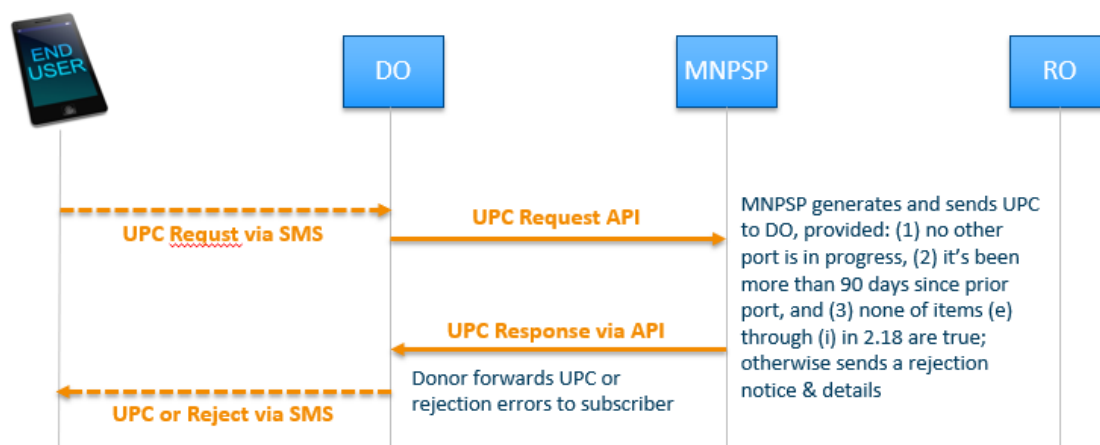 END
USER
DO
MNPSP
RO
UPC Requst via SMS
UPC Request API
MNPSP generates and sends UPC
to DO, provided: (1) no other
port is in progress, (2) it's been
more than 90 days since prior
port, and (3) none of items (e)
through (i) in 2.18 are true;
otherwise sends a rejection
notice & details
UPC Response via API
Donor forwards UPC or
rejection errors to subscriber
UPC or Reject via SMS